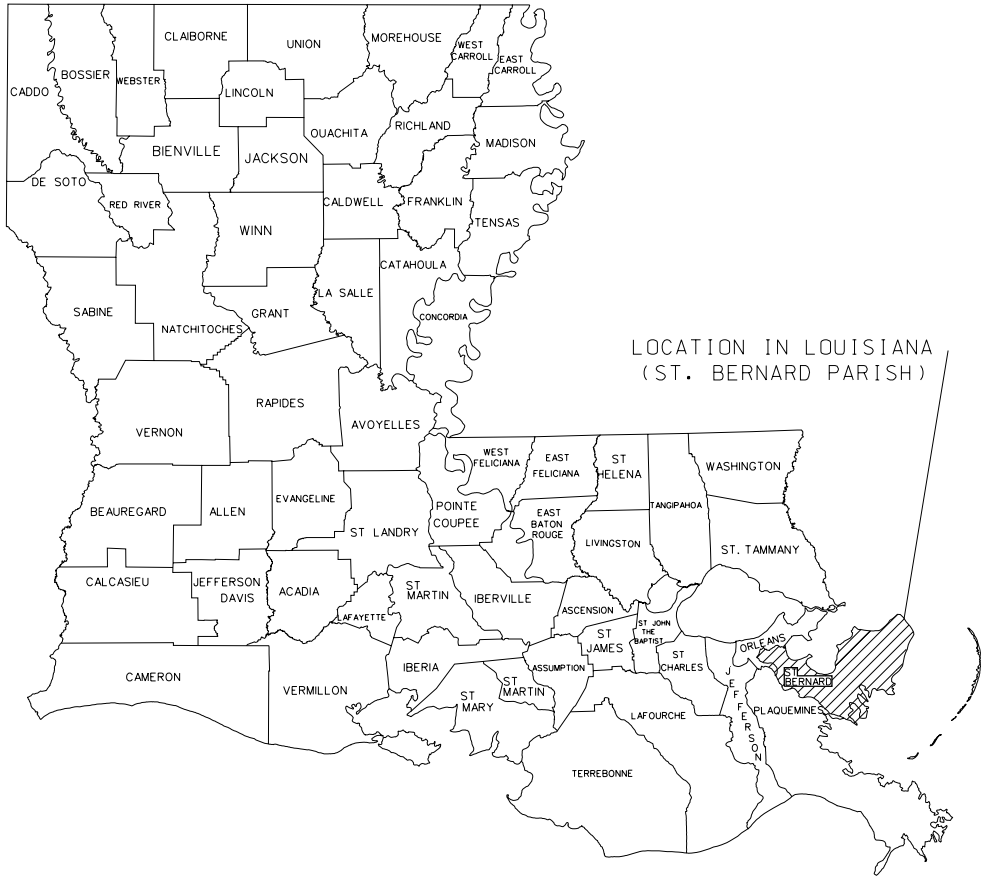 CLAIBORNE
UNION
MOREHOUSE
WEST
CARROLL
EAST
CARROLL
BOSSIER
WEBSTER
CADDO
LINCOLN
OUACHITA
RICHLAND
MADISON
BIENVILLE
JACKSON
DE SOTO
RED RIVER
CALDWELL
FRANKLIN
TENSAS
WINN
CATAHOULA
LA SALLE
SABINE
GRANT
CONCORDIA
NATCHITOCHES
LOCATION IN LOUISIANA
(ST. BERNARD PARISH)
RAPIDES
VERNON
AVOYELLES
WEST
FELICIANA
EAST
FELICIANA
ST
HELENA
WASHINGTON
BEAUREGARD
ALLEN
EVANGELINE
ST LANDRY
POINTE
COUPEE
EAST
BATON
ROUGE
TANGIPAHOA
LIVINGSTON
ST. TAMMANY
CALCASIEU
JEFFERSON
DAVIS
ACADIA
LAFAYETTE
ST
MARTIN
IBERVILLE
ASCENSION
ST JOHN
THE
BAPTIST
ST
JAMES
ORLEANS
ST
CHARLES
CAMERON
VERMILLON
IBERIA
ASSUMPTION
ST
MARTIN
ST
MARY
ST
BERNARD
JEFFERSON
PLAQUEMINES
LAFOURCHE
TERREBONNE